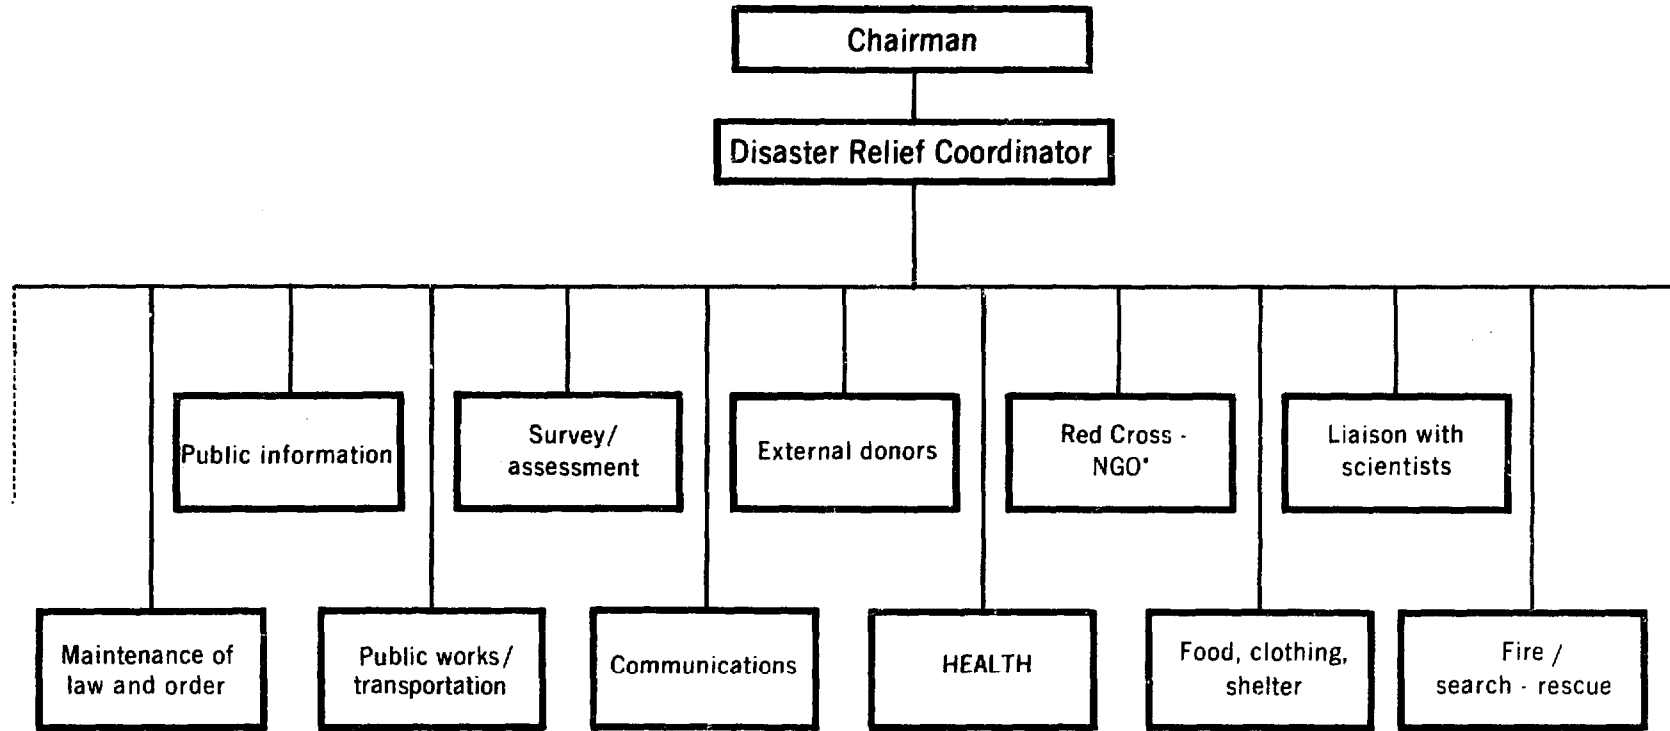 Chairman
Disaster Relief Coordinator
Public information
Survey/
assessment
External donors
Red Cross -
NGO*
Liaison with
scientists
Maintenance of
law and order
Public works/
transportation
Communications
HEALTH
Food, clothing,
shelter
Fire /
search - rescue